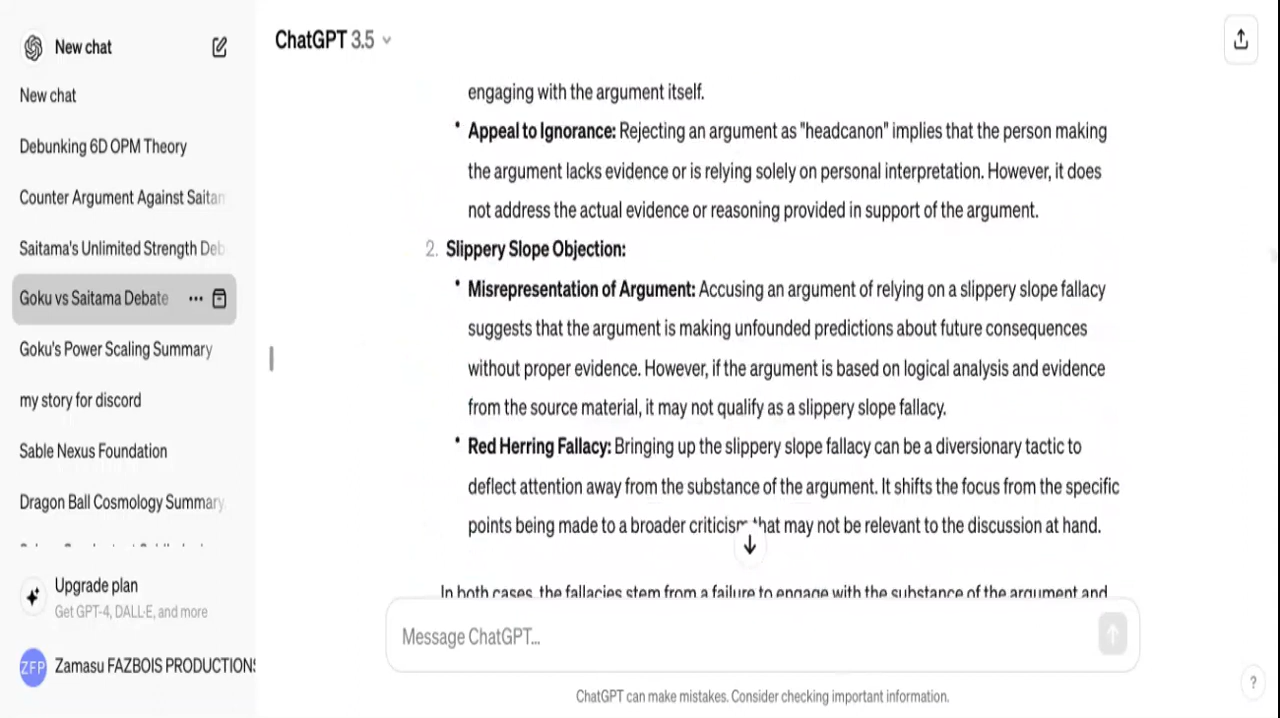 New chat
New chat
Debunking 6D OPM Theory
Counter Argument Against Saitan
Saitama's Unlimited Strength Deb
Goku vs Saitama Debate
Goku's Power Scaling Summary
my story for discord
Sable Nexus Foundation
Dragon Ball Cosmology Summary
Upgrade plan
Get GPT-4, DALL·E, and more
ZFP Zamasu FAZBOIS PRODUCTIONS
ChatGPT 3.5
engaging with the argument itself.
• Appeal to Ignorance: Rejecting an argument as "headcanon" implies that the person making
the argument lacks evidence or is relying solely on personal interpretation. However, it does
not address the actual evidence or reasoning provided in support of the argument.
2. Slippery Slope Objection:
• Misrepresentation of Argument: Accusing an argument of relying on a slippery slope fallacy
suggests that the argument is making unfounded predictions about future consequences
without proper evidence. However, if the argument is based on logical analysis and evidence
from the source material, it may not qualify as a slippery slope fallacy.
• Red Herring Fallacy: Bringing up the slippery slope fallacy can be a diversionary tactic to
deflect attention away from the substance of the argument. It shifts the focus from the specific
points being made to a broader criticism that may not be relevant to the discussion at hand.
In both cases, the fallacies stem from a failure to engage with the substance of the argument and
Message ChatGPT...
ChatGPT can make mistakes. Consider checking important information.
?